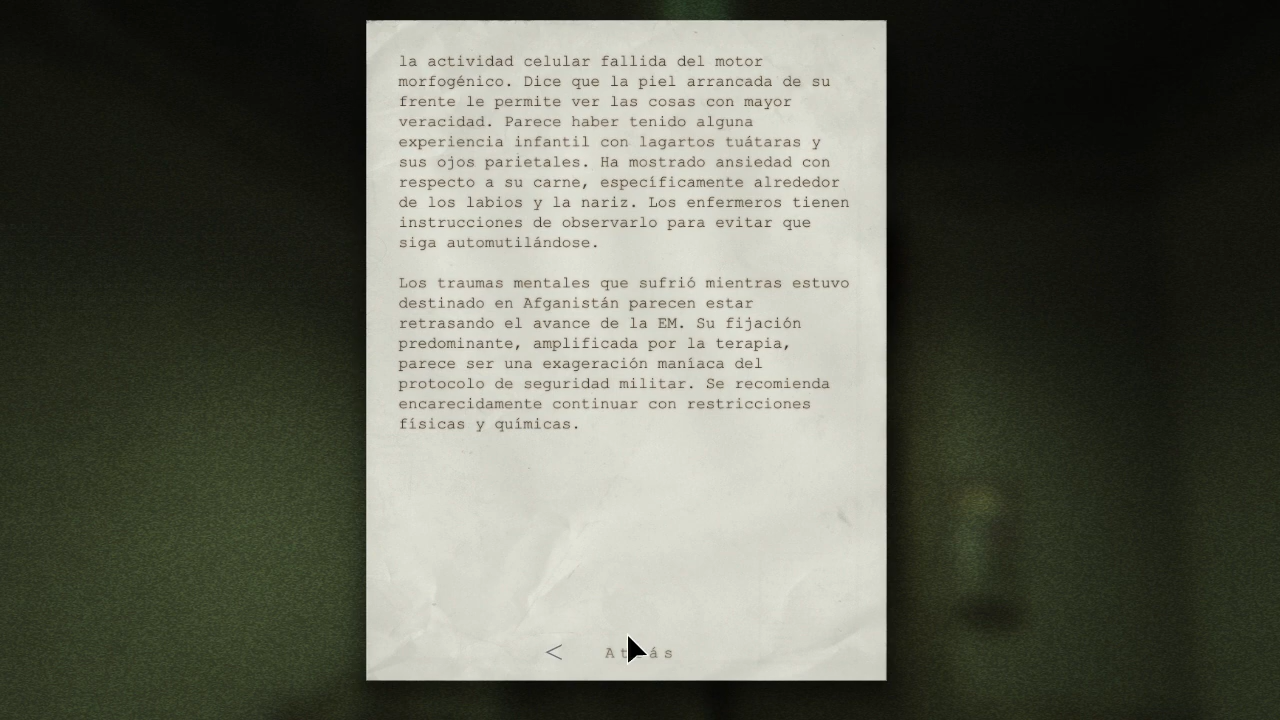 la actividad celular fallida del motor
morfogénico. Dice que la piel arrancada de su
frente le permite ver las cosas con mayor
veracidad. Parece haber tenido alguna
experiencia infantil con lagartos tuátaras y
sus ojos parietales. Ha mostrado ansiedad con
respecto a su carne, específicamente alrededor
de los labios y la nariz. Los enfermeros tienen
instrucciones de observarlo para evitar que
siga automutilándose.
Los traumas mentales que sufrió mientras estuvo
destinado en Afganistán parecen estar
retrasando el avance de la EM. Su fijación
predominante, amplificada por la terapia,
parece ser una exageración maníaca del
protocolo de seguridad militar. Se recomienda
encarecidamente continuar con restricciones
físicas y químicas.
< Atrás